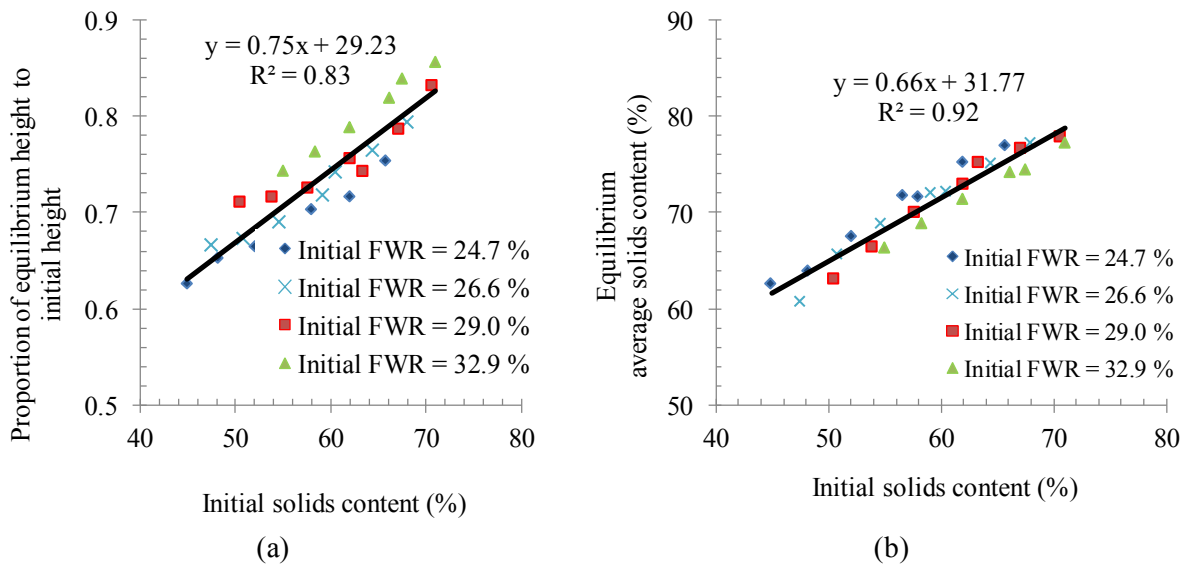 Proportion of equilibrium height to
initial height
0.9
0.8
0.7
0.6
0.5
y = 0.75x + 29.23
R² = 0.83
Initial FWR = 24.7 %
Initial FWR = 26.6 %
Initial FWR = 29.0 %
Initial FWR = 32.9 %
40 50 60 70 80
Initial solids content (%)
(a)
Equilibrium
average solids content (%)
90
80
70
60
50
y = 0.66x + 31.77
R² = 0.92
Initial FWR = 24.7 %
Initial FWR = 26.6 %
Initial FWR = 29.0 %
Initial FWR = 32.9 %
40 50 60 70 80
Initial solids content (%)
(b)